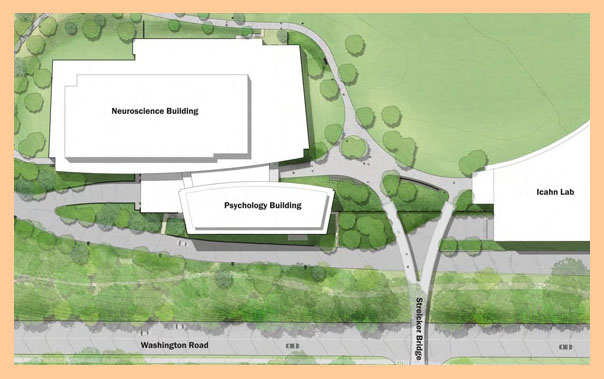 Neuroscience Building
Psychology Building
Icahn Lab
Streicker Bridge
Washington Road